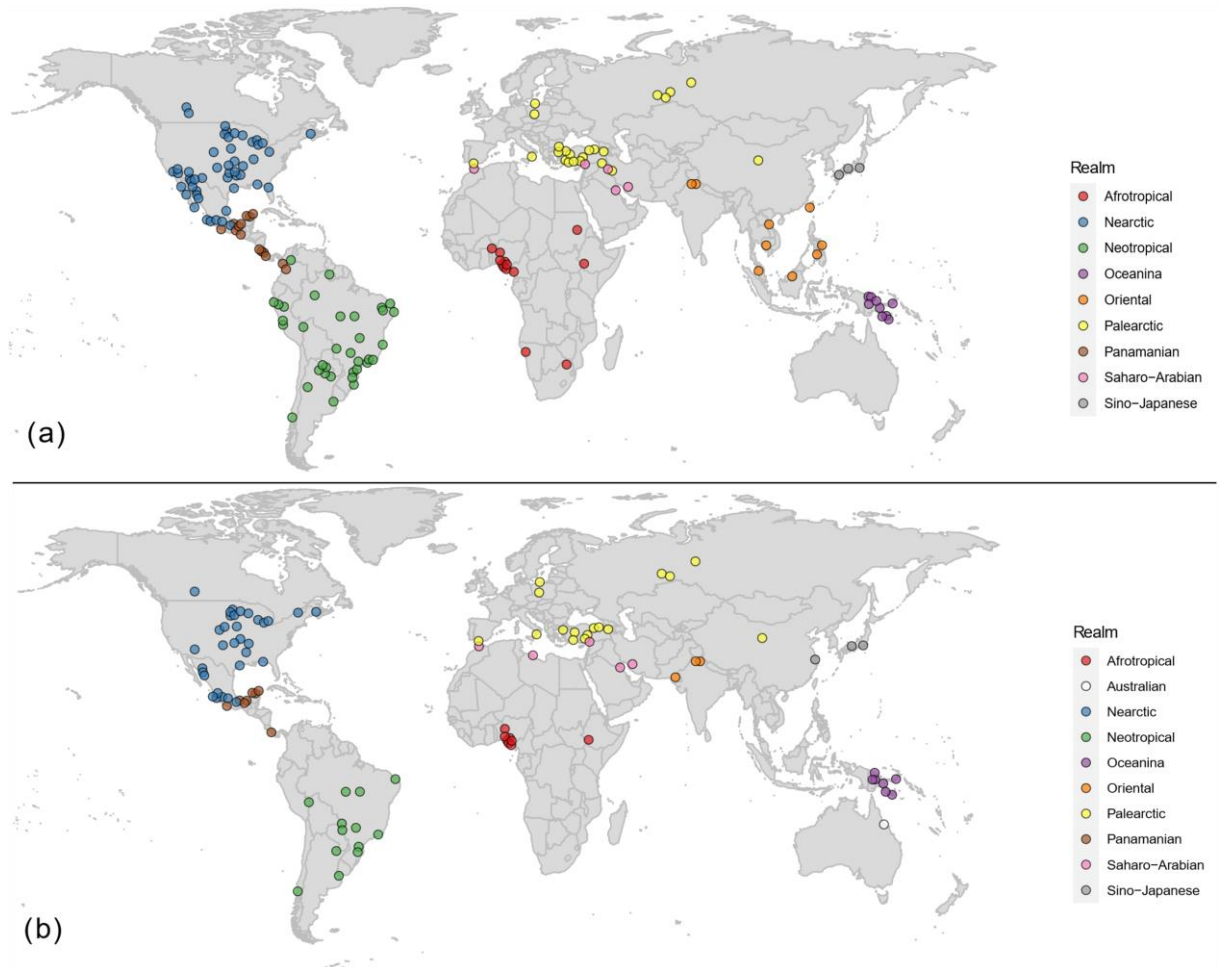 Realm
Afrotropical
Nearctic
Neotropical
Oceanina
Oriental
Palearctic
Panamanian
Saharo−Arabian
Sino−Japanese
(a)
Realm
Afrotropical
Australian
Nearctic
Neotropical
Oceanina
Oriental
Palearctic
Panamanian
Saharo−Arabian
Sino−Japanese
(b)